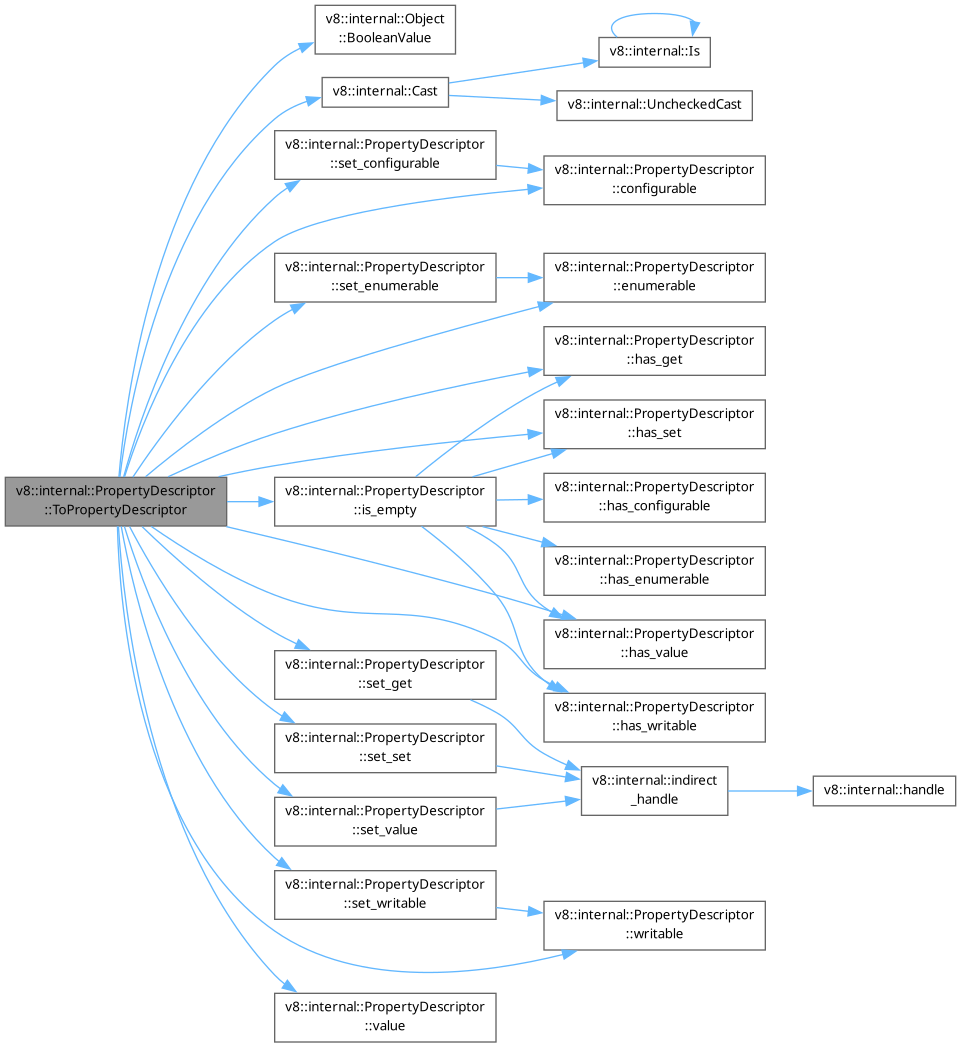 v8::internal::Object
::BooleanValue
v8::internal::Is
v8::internal::Cast
v8::internal::UncheckedCast
v8::internal::PropertyDescriptor
::set_configurable
v8::internal::PropertyDescriptor
::configurable
v8::internal::PropertyDescriptor
::set_enumerable
v8::internal::PropertyDescriptor
::enumerable
v8::internal::PropertyDescriptor
::has_get
v8::internal::PropertyDescriptor
::has_set
v8::internal::PropertyDescriptor
::ToPropertyDescriptor
v8::internal::PropertyDescriptor
::is_empty
v8::internal::PropertyDescriptor
::has_configurable
v8::internal::PropertyDescriptor
::has_enumerable
v8::internal::PropertyDescriptor
::has_value
v8::internal::PropertyDescriptor
::set_get
v8::internal::PropertyDescriptor
::has_writable
v8::internal::PropertyDescriptor
::set_set
v8::internal::indirect
_handle
v8::internal::handle
v8::internal::PropertyDescriptor
::set_value
v8::internal::PropertyDescriptor
::set_writable
v8::internal::PropertyDescriptor
::writable
v8::internal::PropertyDescriptor
::value